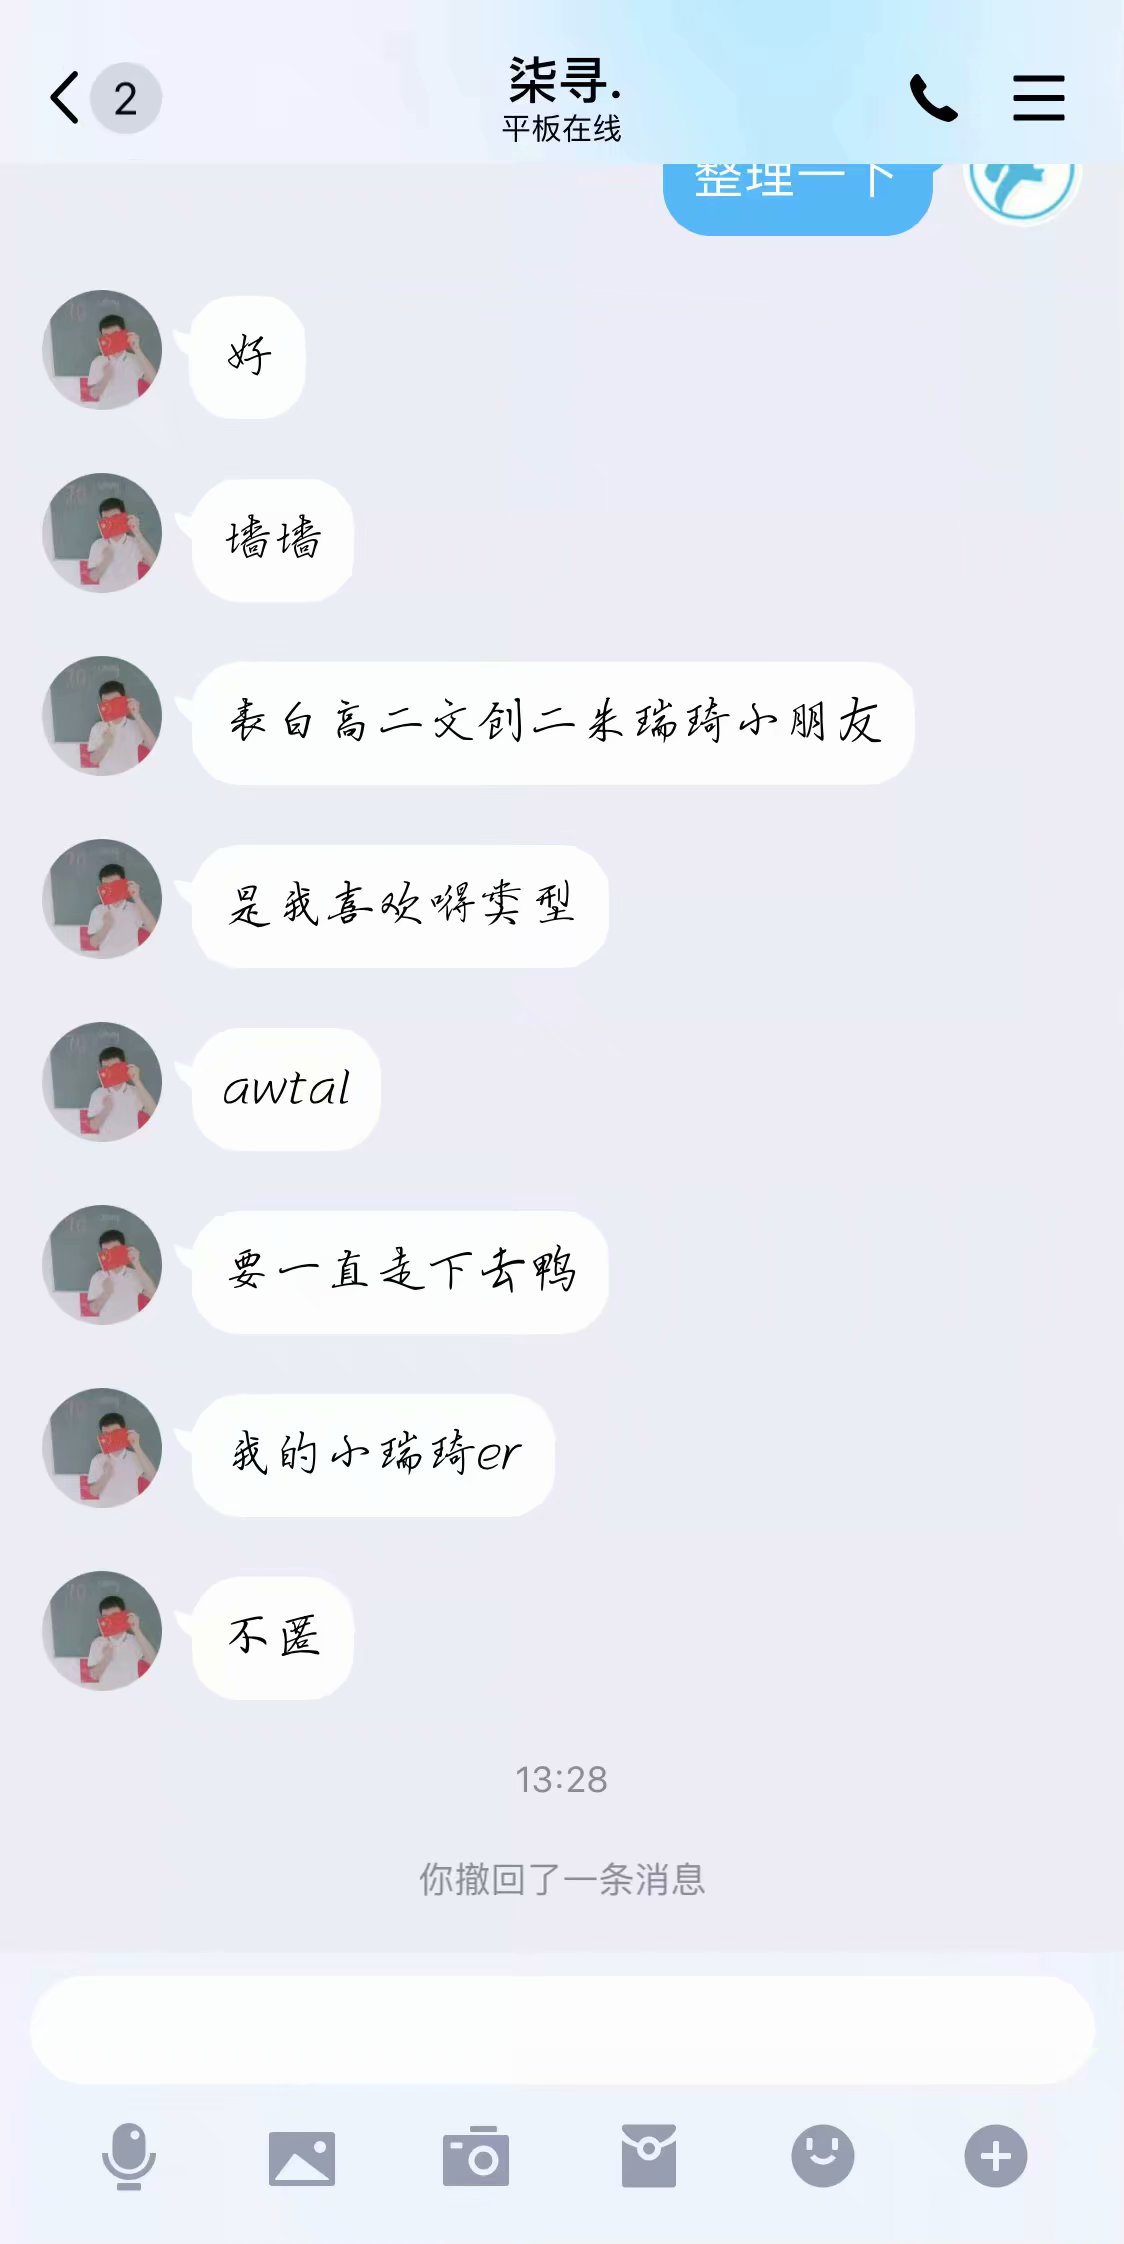 2
柒寻.
平板在线
整理一下
好
墙墙
表白高二文创二朱瑞琦小朋友
是我喜欢嘚类型
awtal
要一直走下去鸭
我的小瑞琦er
不匿
13:28
你撤回了一条消息